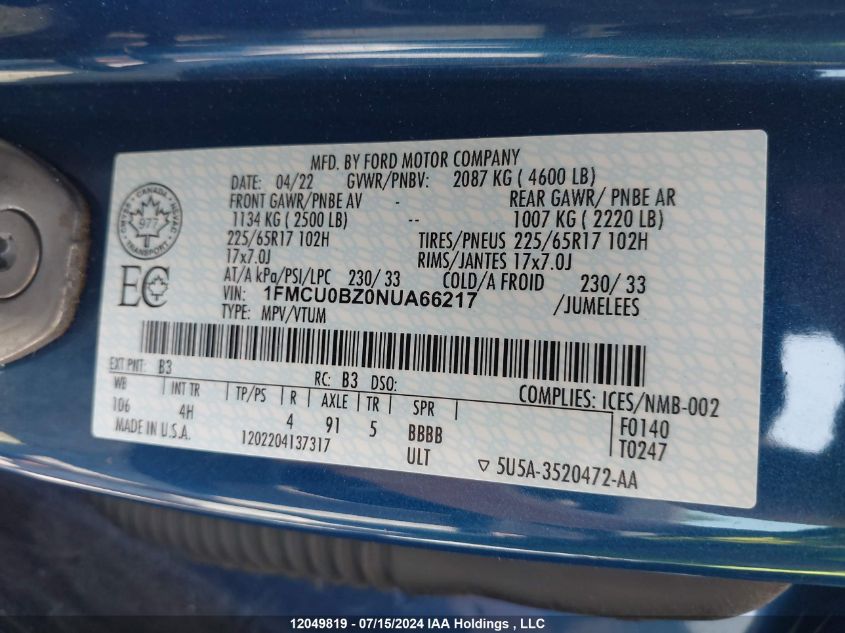 MFD. BY FORD MOTOR COMPANY
DATE: 04/22 GVWR/PNBV: 2087 KG ( 4600 LB)
FRONT GAWR/PNBE AV - REAR GAWR/ PNBE AR
1134 KG ( 2500 LB) -- 1007 KG ( 2220 LB)
225/65R17 102H TIRES/PNEUS 225/65R17 102H
17x7.0J RIMS/JANTES 17x7.0J
AT/A kPa/PSI/LPC 230/ 33 COLD/A FROID 230/ 33
VIN: 1FMCU0BZ0NUA66217 /JUMELEES
TYPE: MPV/VTUM
CANADA
977
TRANSPORT
EC
EXT PNT: B3 RC: B3 DSO: COMPLIES: ICES/NMB-002
WB INT TR TP/PS R AXLE TR SPR F0140
106 4H 4 91 5 BBBB T0247
MADE IN U.S.A. 1202204137317 ULT 5U5A-3520472-AA
12049819 - 07/15/2024 IAA Holdings , LLC